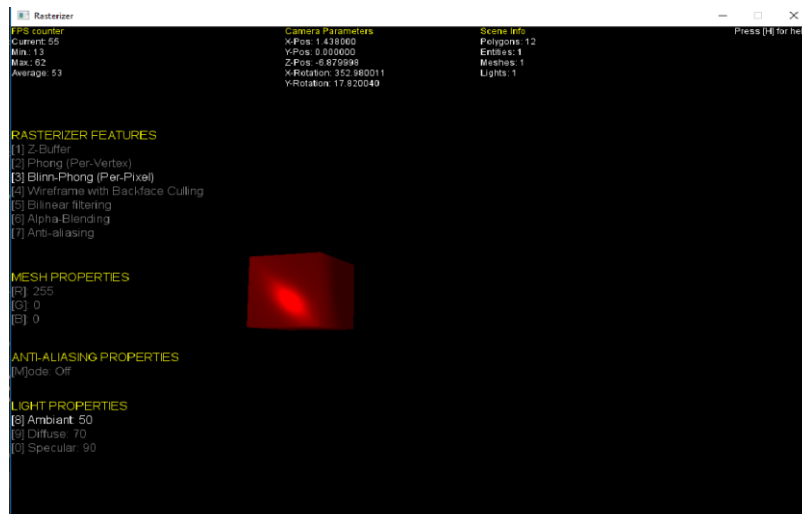 Rasterizer
FPS counter
Current: 55
Min.: 13
Max.: 62
Average: 53
Camera Parameters
X-Pos: 1.438000
Y-Pos: 0.000000
Z-Pos: -6.879998
X-Rotation: 352.980011
Y-Rotation: 17.820040
Scene Info
Polygons: 12
Entities: 1
Meshes: 1
Lights: 1
Press [H] for hel
RASTERIZER FEATURES
[1] Z-Buffer
[2] Phong (Per-Vertex)
[3] Blinn-Phong (Per-Pixel)
[4] Wireframe with Backface Culling
[5] Bilinear filtering
[6] Alpha-Blending
[7] Anti-aliasing
MESH PROPERTIES
[R]: 255
[G]: 0
[B]: 0
ANTI-ALIASING PROPERTIES
[M]ode: Off
LIGHT PROPERTIES
[8] Ambiant: 50
[9] Diffuse: 70
[0] Specular: 90